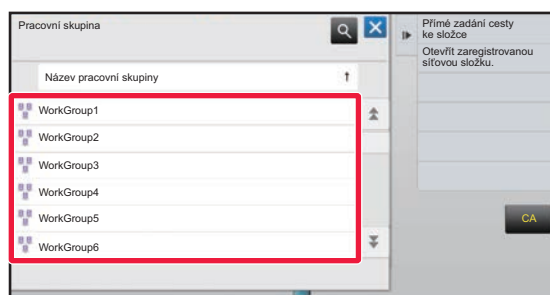 Pracovní skupina
Název pracovní skupiny
WorkGroup1
WorkGroup2
WorkGroup3
WorkGroup4
WorkGroup5
WorkGroup6
Přímé zadání cesty
ke složce
Otevřít zaregistrovanou
síťovou složku.
CA